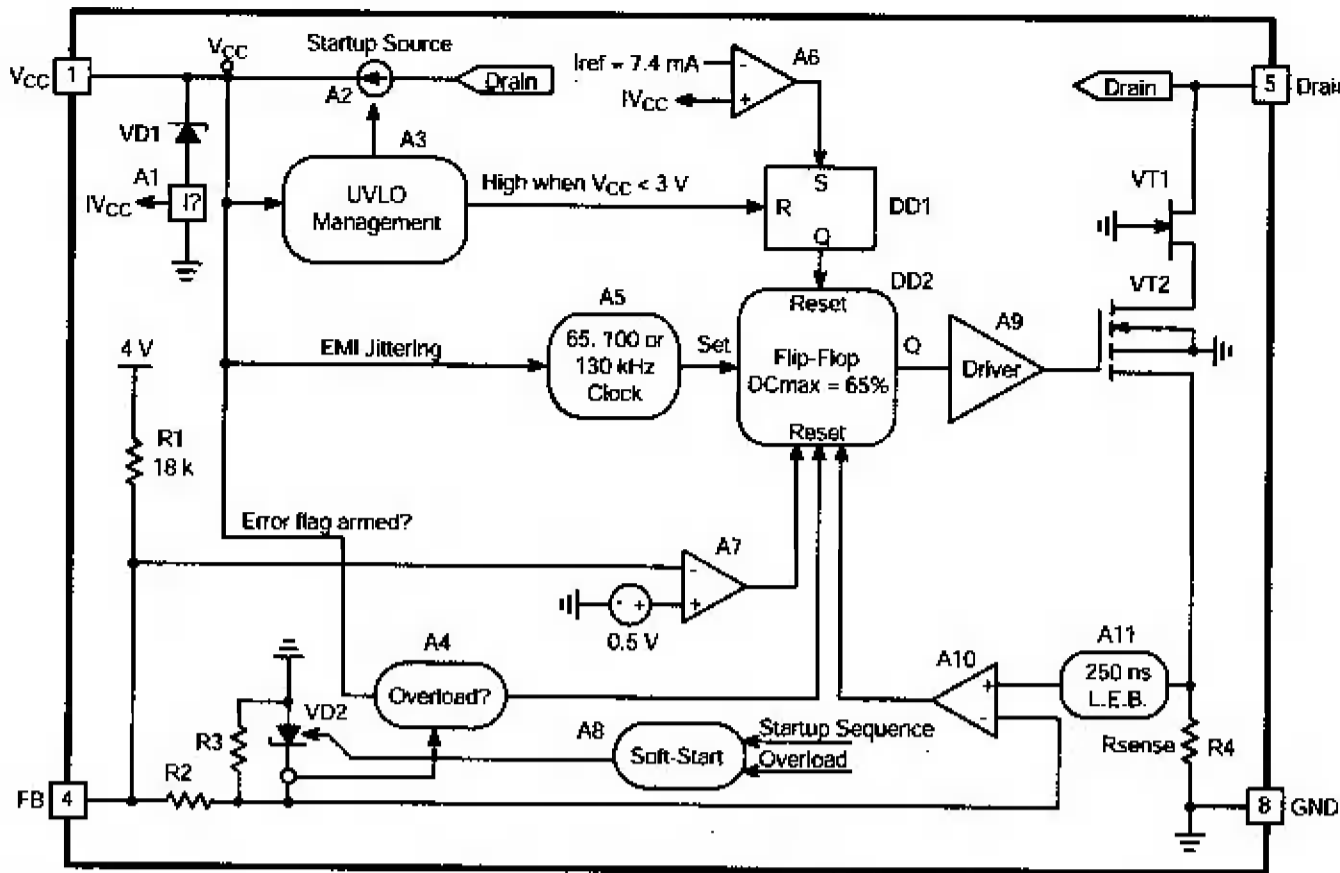 Startup Source
VCC
VCC 1
A2
Drain
Iref = 7.4 mA
-
A6
IVCC
+
Drain
5 Drain
VD1
A3
A1
IVCC
I?
UVLO
Management
High when VCC < 3 V
S
R
Q
DD1
VT1
VT2
DD2
A5
65, 100 or
130 kHz
Clock
EMI Jittering
Set
Reset
Flip-Flop
DCmax = 65%
Reset
Q
A9
Driver
4 V
R1
18 k
Error flag armed?
A7
-
+
- +
0.5 V
A4
Overload?
A10
+
-
A11
250 ns
L.E.B.
VD2
R3
A8
Soft-Start
Startup Sequence
Overload
Rsense
R4
R2
FB 4
8 GND